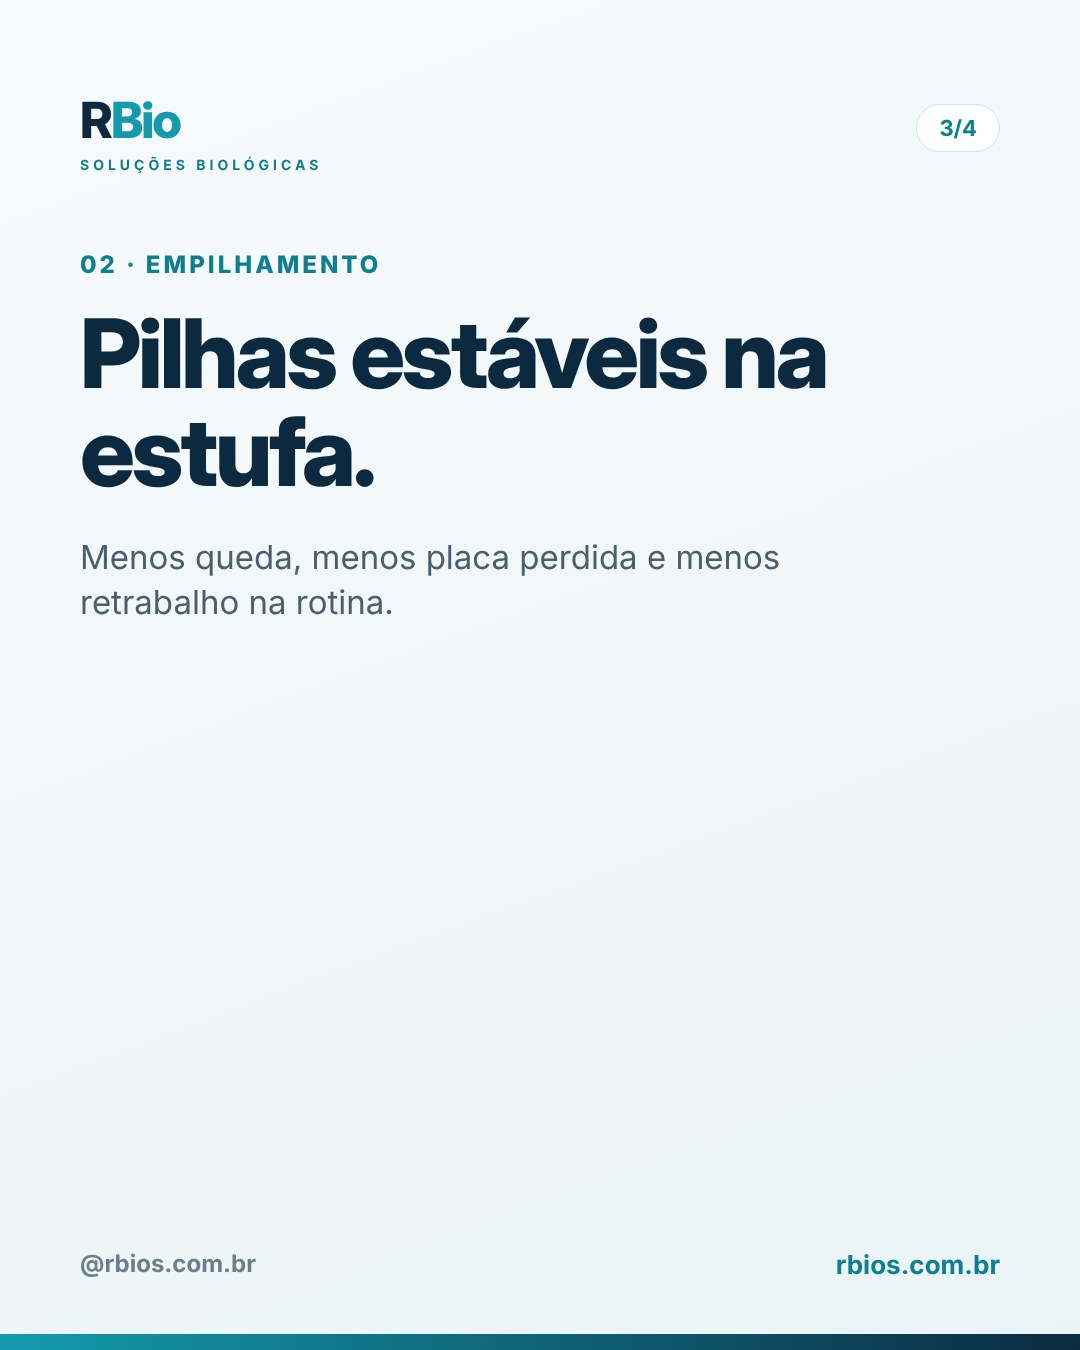 RBio
SOLUÇÕES BIOLÓGICAS
3/4
02 · EMPILHAMENTO
Pilhas estáveis na
estufa.
Menos queda, menos placa perdida e menos
retrabalho na rotina.
@rbios.com.br
rbios.com.br